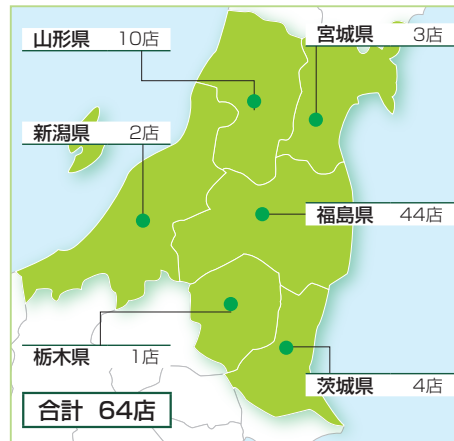 山形県 10店
宮城県 3店
新潟県 2店
福島県 44店
栃木県 1店
茨城県 4店
合計 64店